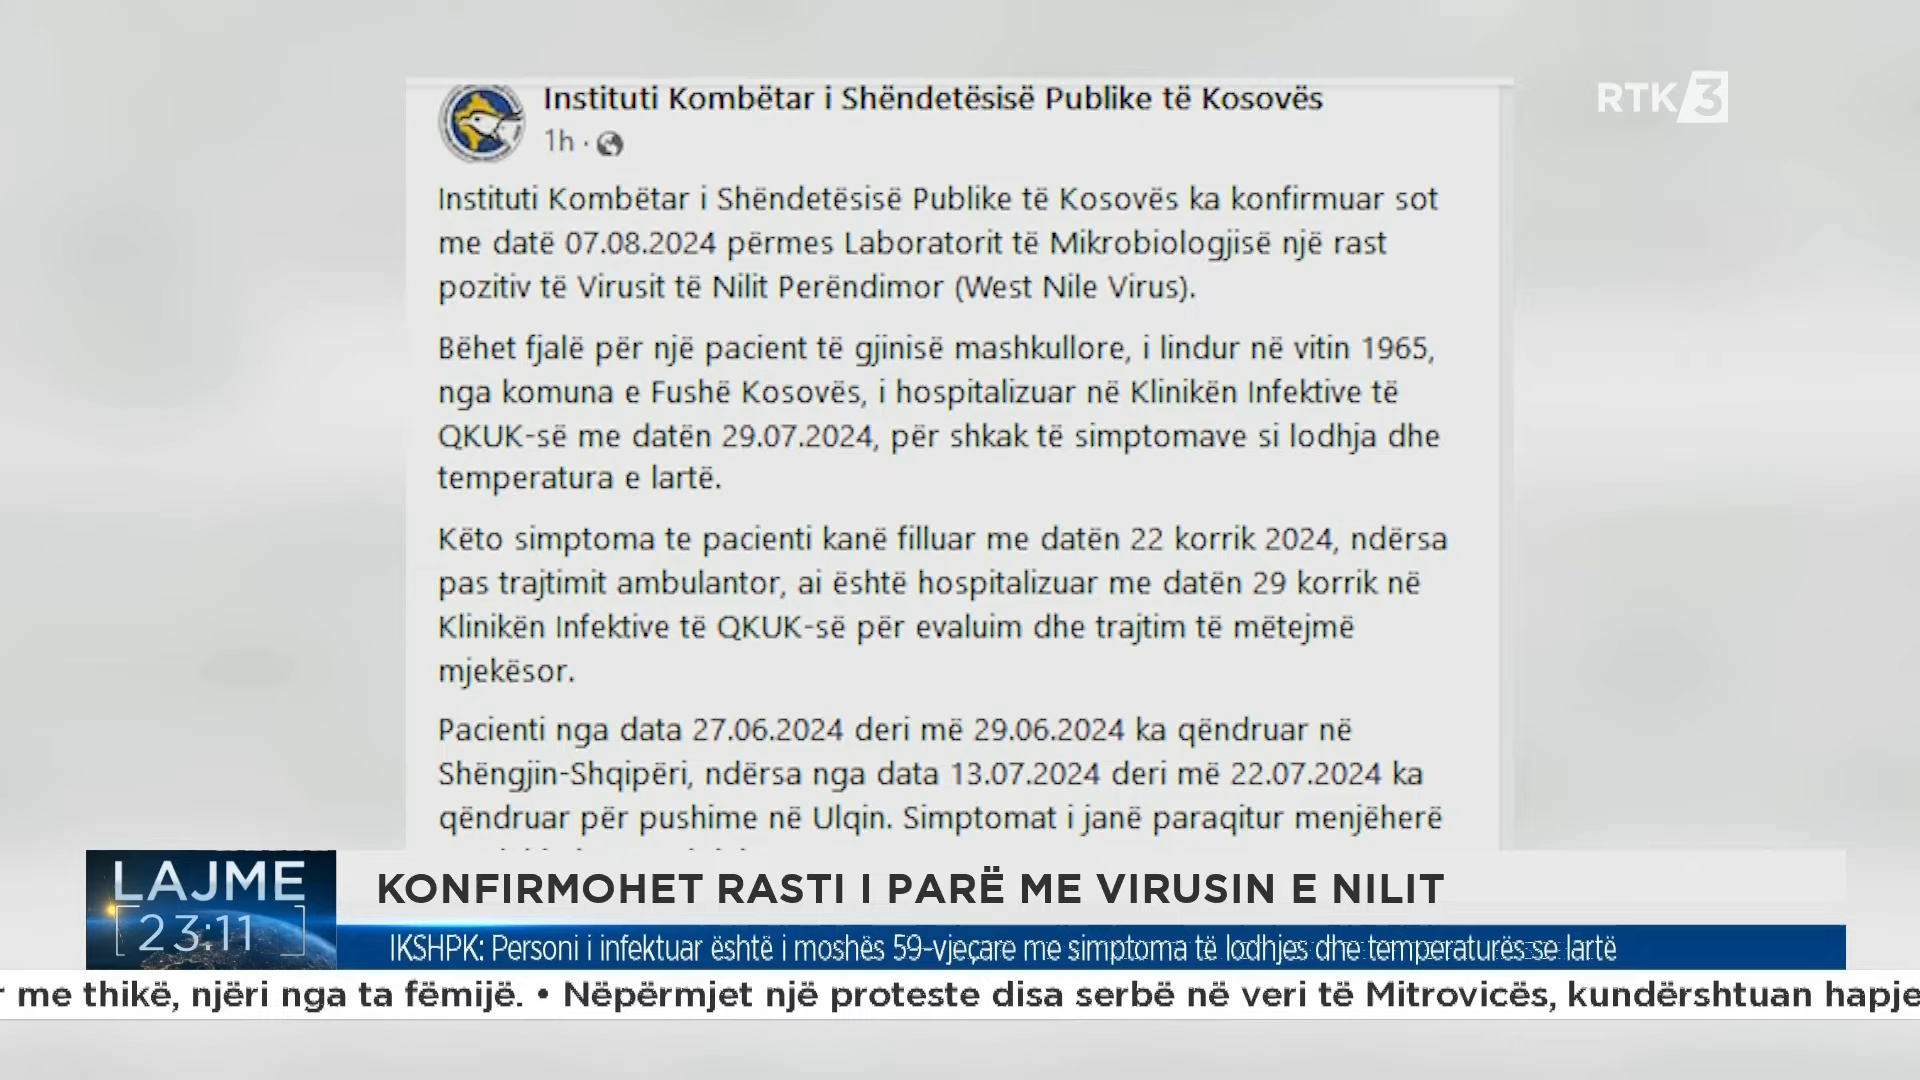 RTK 3
Instituti Kombëtar i Shëndetësisë Publike të Kosovës
1h ·
Instituti Kombëtar i Shëndetësisë Publike të Kosovës ka konfirmuar sot
me datë 07.08.2024 përmes Laboratorit të Mikrobiologjisë një rast
pozitiv të Virusit të Nilit Perëndimor (West Nile Virus).
Bëhet fjalë për një pacient të gjinisë mashkullore, i lindur në vitin 1965,
nga komuna e Fushë Kosovës, i hospitalizuar në Klinikën Infektive të
QKUK-së me datën 29.07.2024, për shkak të simptomave si lodhja dhe
temperatura e lartë.
Këto simptoma te pacienti kanë filluar me datën 22 korrik 2024, ndërsa
pas trajtimit ambulantor, ai është hospitalizuar me datën 29 korrik në
Klinikën Infektive të QKUK-së për evaluim dhe trajtim të mëtejmë
mjekësor.
Pacienti nga data 27.06.2024 deri më 29.06.2024 ka qëndruar në
Shëngjin-Shqipëri, ndërsa nga data 13.07.2024 deri më 22.07.2024 ka
qëndruar për pushime në Ulqin. Simptomat i janë paraqitur menjëherë
LAJME
23:11
KONFIRMOHET RASTI I PARË ME VIRUSIN E NILIT
IKSHPK: Personi i infektuar është i moshës 59-vjeçare me simptoma të lodhjes dhe temperaturës se lartë
me thikë, njëri nga ta fëmijë. • Nëpërmjet një proteste disa serbë në veri të Mitrovicës, kundërshtuan hapje